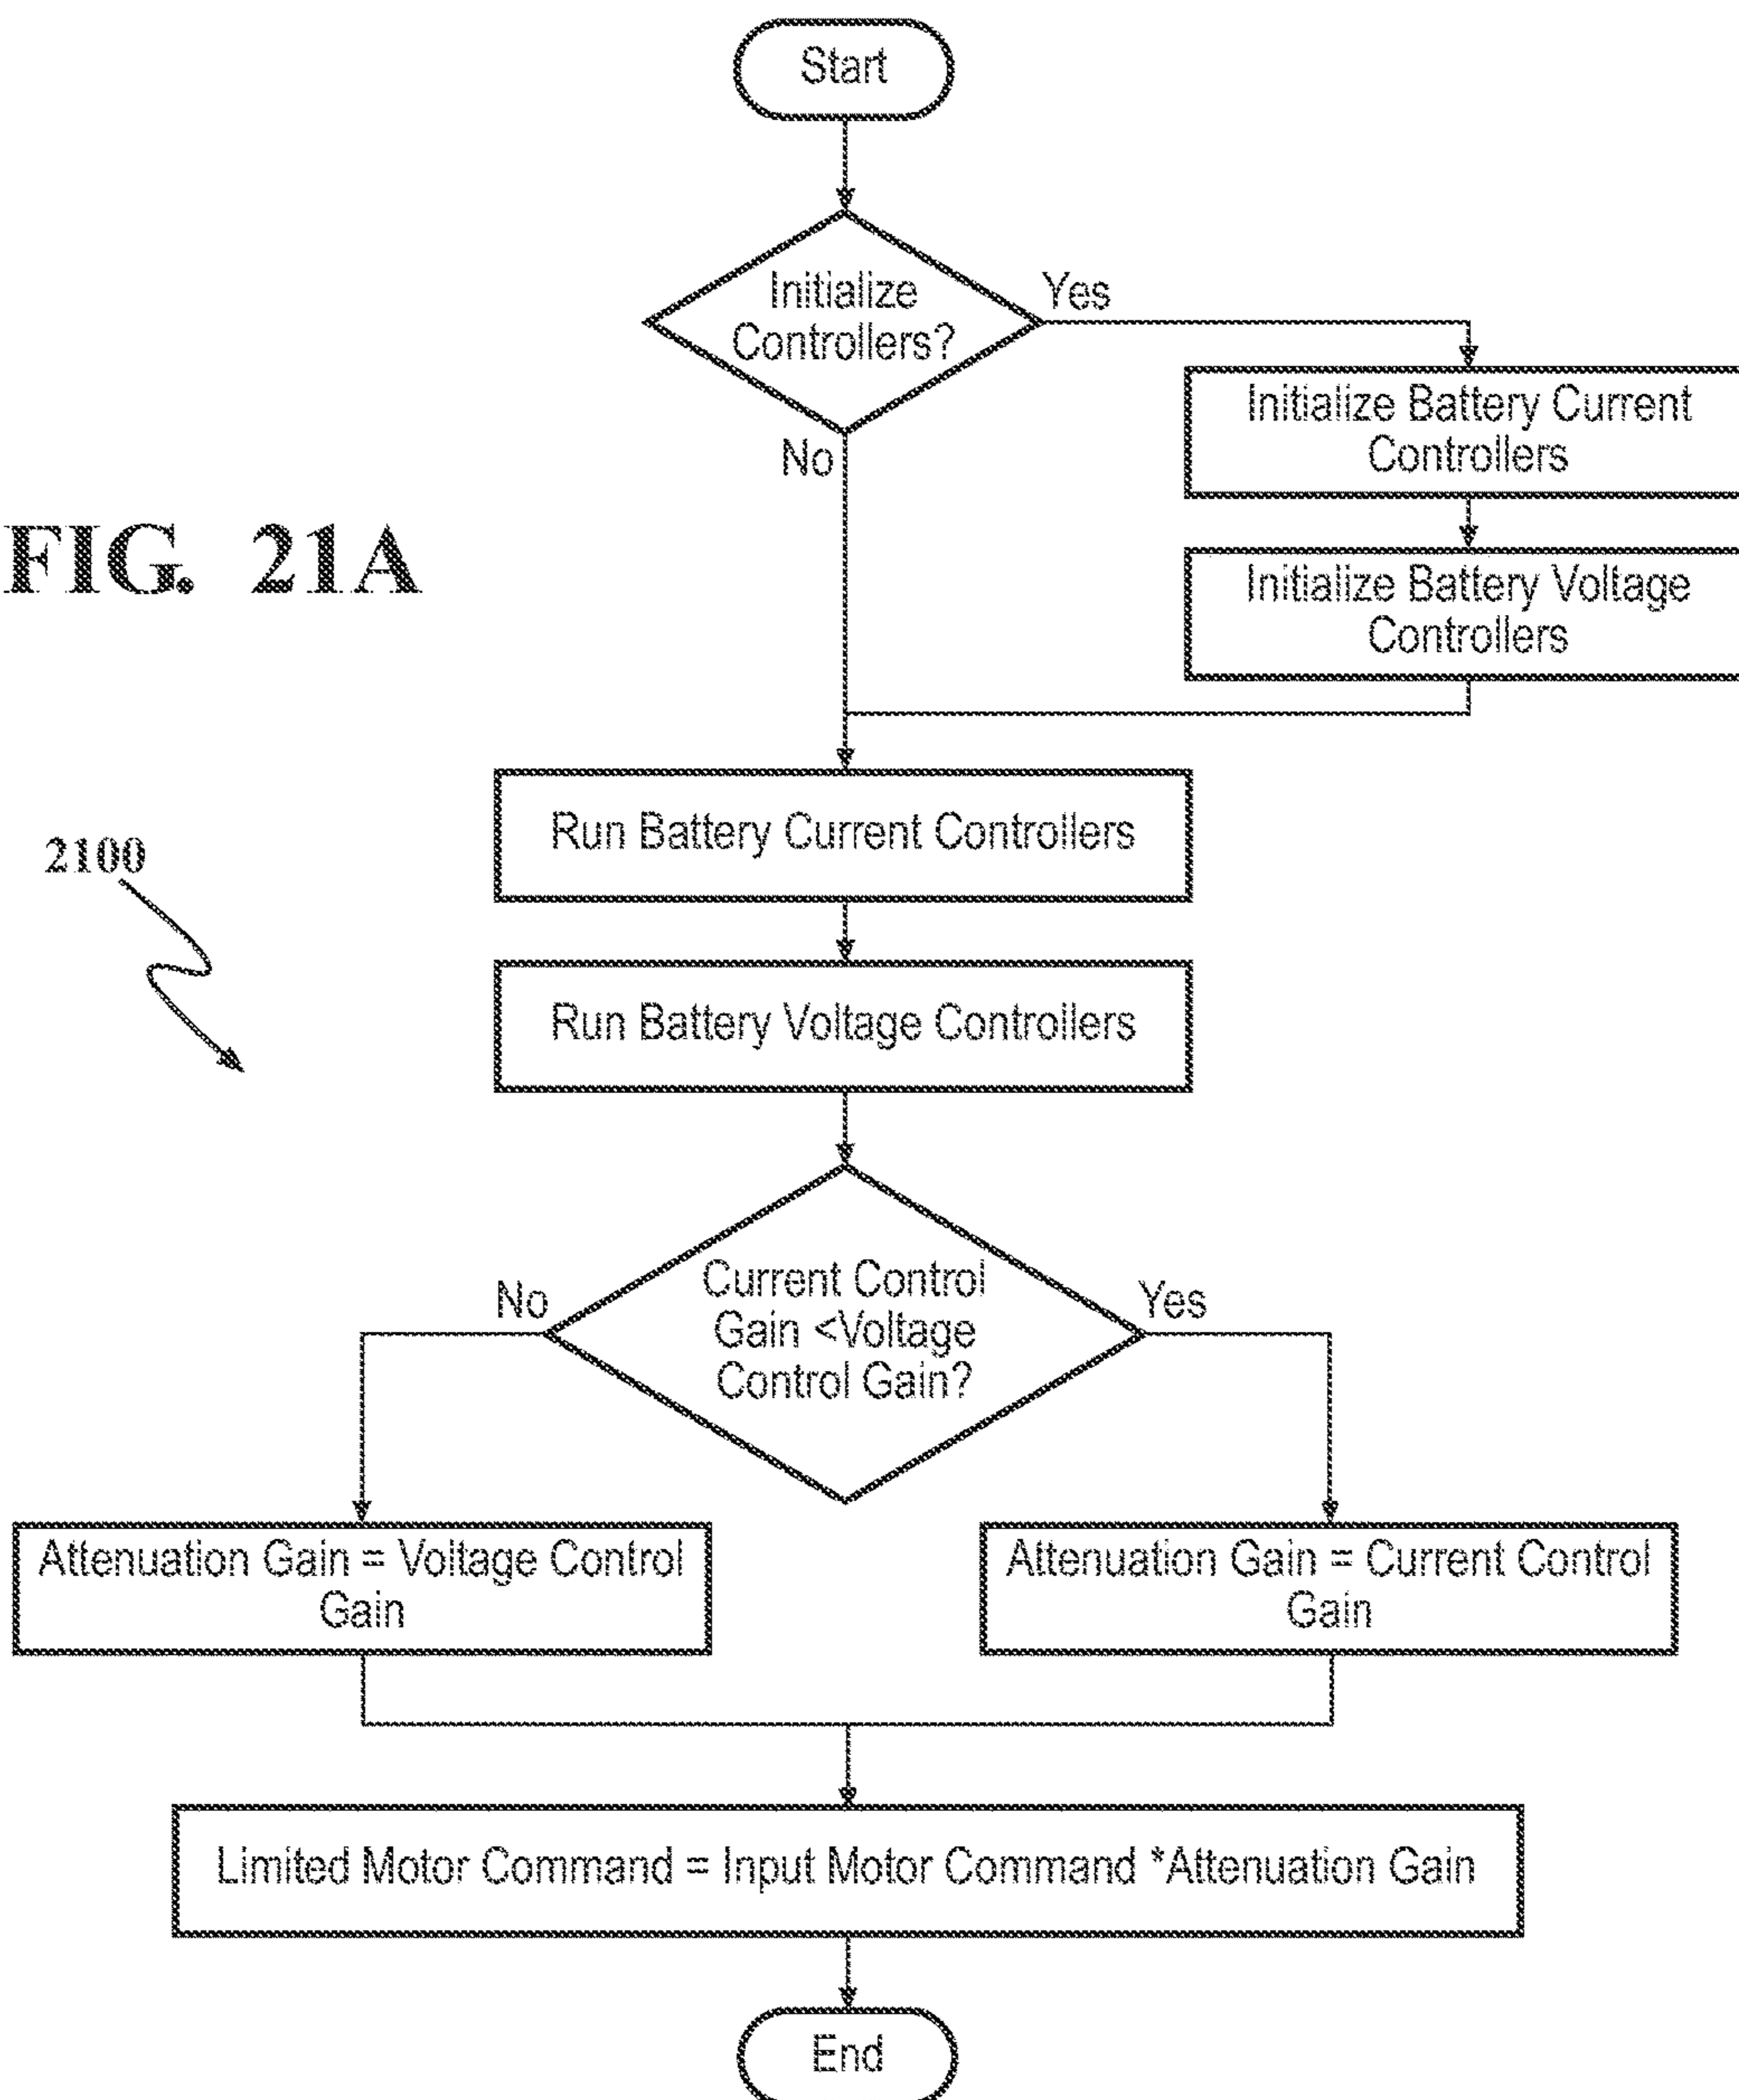 Start
Initialize
Controllers?
Yes
No
Initialize Battery Current
Controllers
Initialize Battery Voltage
Controllers
FIG. 21A
Run Battery Current Controllers
2100
Run Battery Voltage Controllers
Current Control
Gain <Voltage
Control Gain?
No
Yes
Attenuation Gain = Voltage Control
Gain
Attenuation Gain = Current Control
Gain
Limited Motor Command = Input Motor Command *Attenuation Gain
End